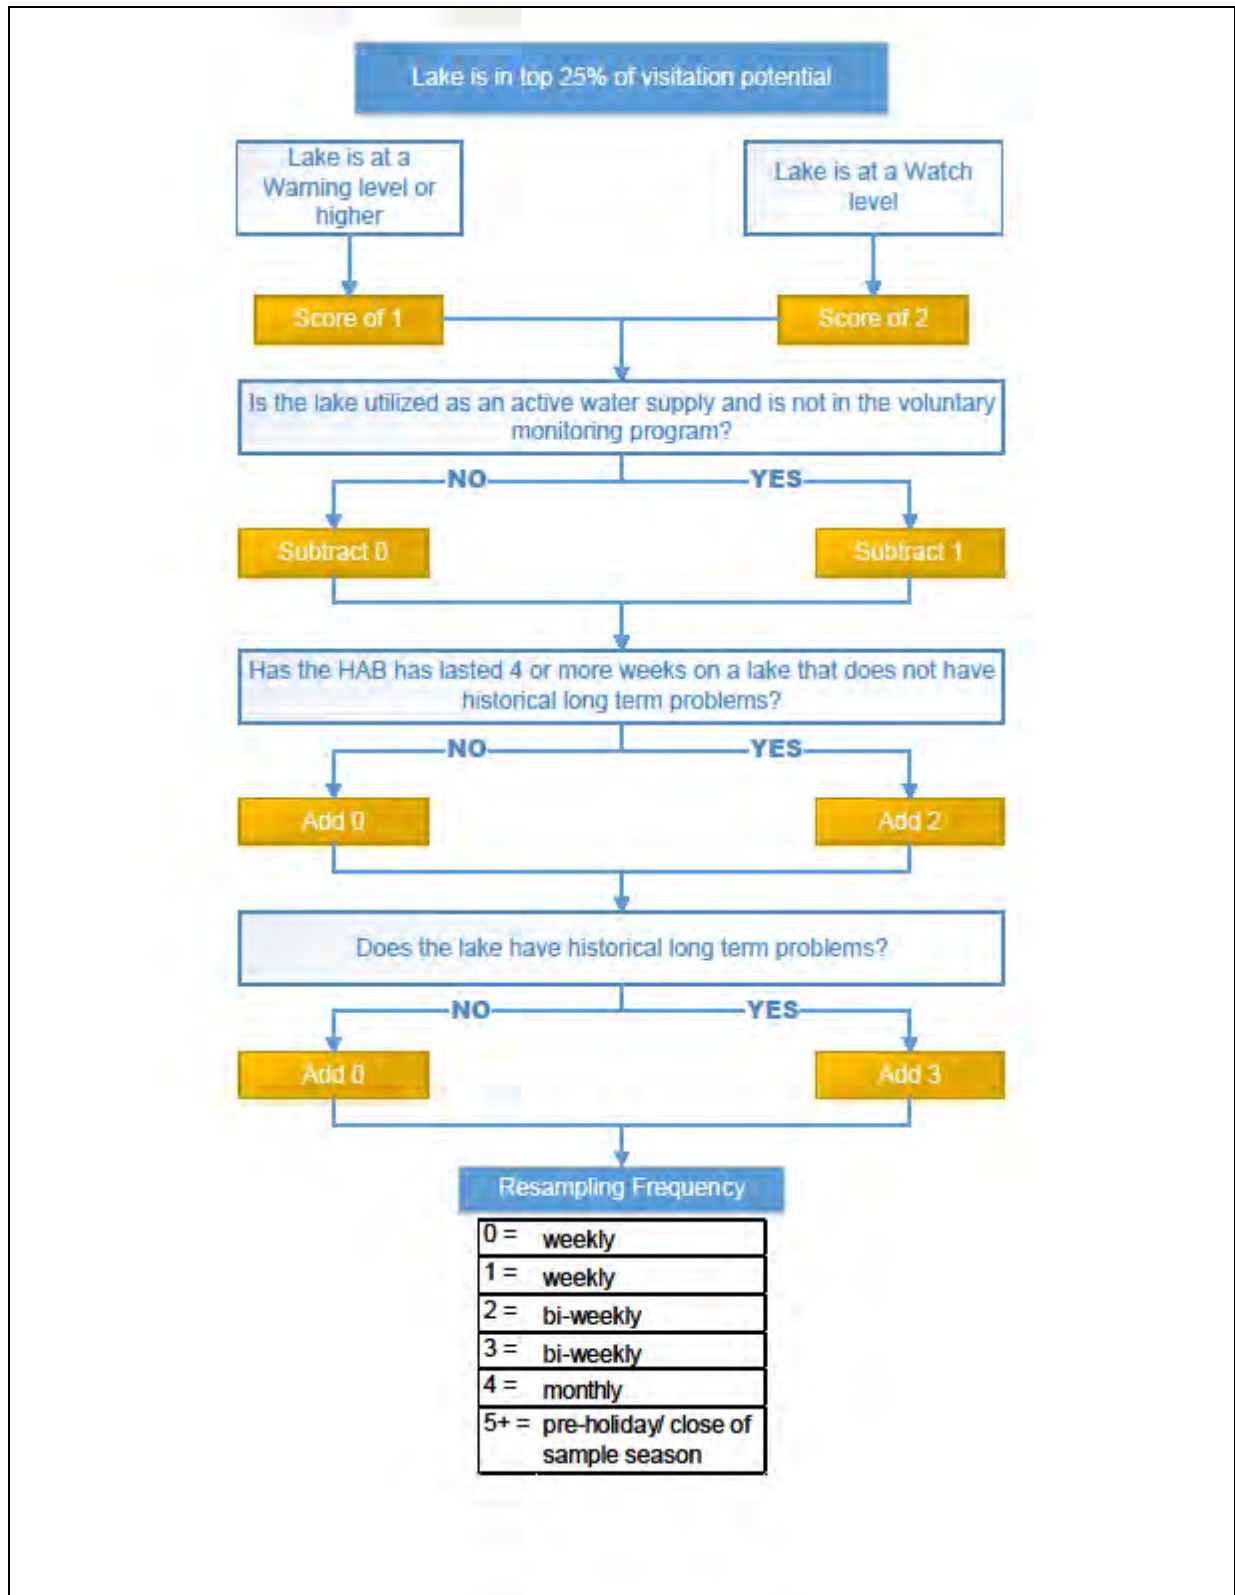 Lake is in top 25% of visitation potential
Lake is at a
Warning level or
higher
Lake is at a Watch
level
Score of 1
Score of 2
Is the lake utilized as an active water supply and is not in the voluntary
monitoring program?
NO
YES
Subtract 0
Subtract 1
Has the HAB has lasted 4 or more weeks on a lake that does not have
historical long term problems?
NO
YES
Add 0
Add 2
Does the lake have historical long term problems?
NO
YES
Add 0
Add 3
Resampling Frequency
0 = weekly
1 = weekly
2 = bi-weekly
3 = bi-weekly
4 = monthly
5+ = pre-holiday/ close of
sample season